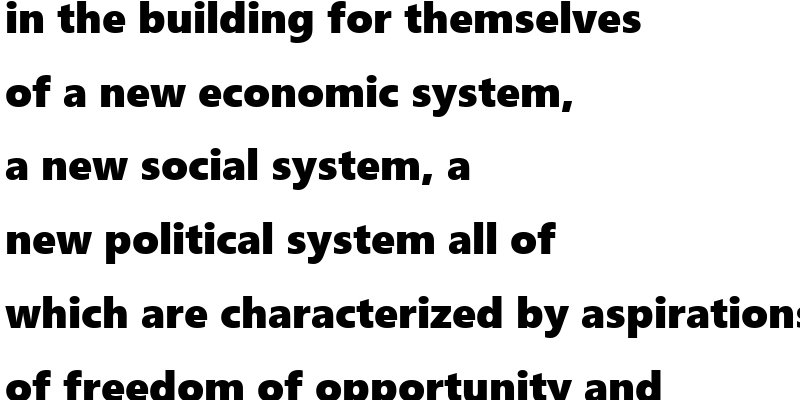 in the building for themselves
of a new economic system,
a new social system, a
new political system all of
which are characterized by aspirations
of freedom of opportunity and